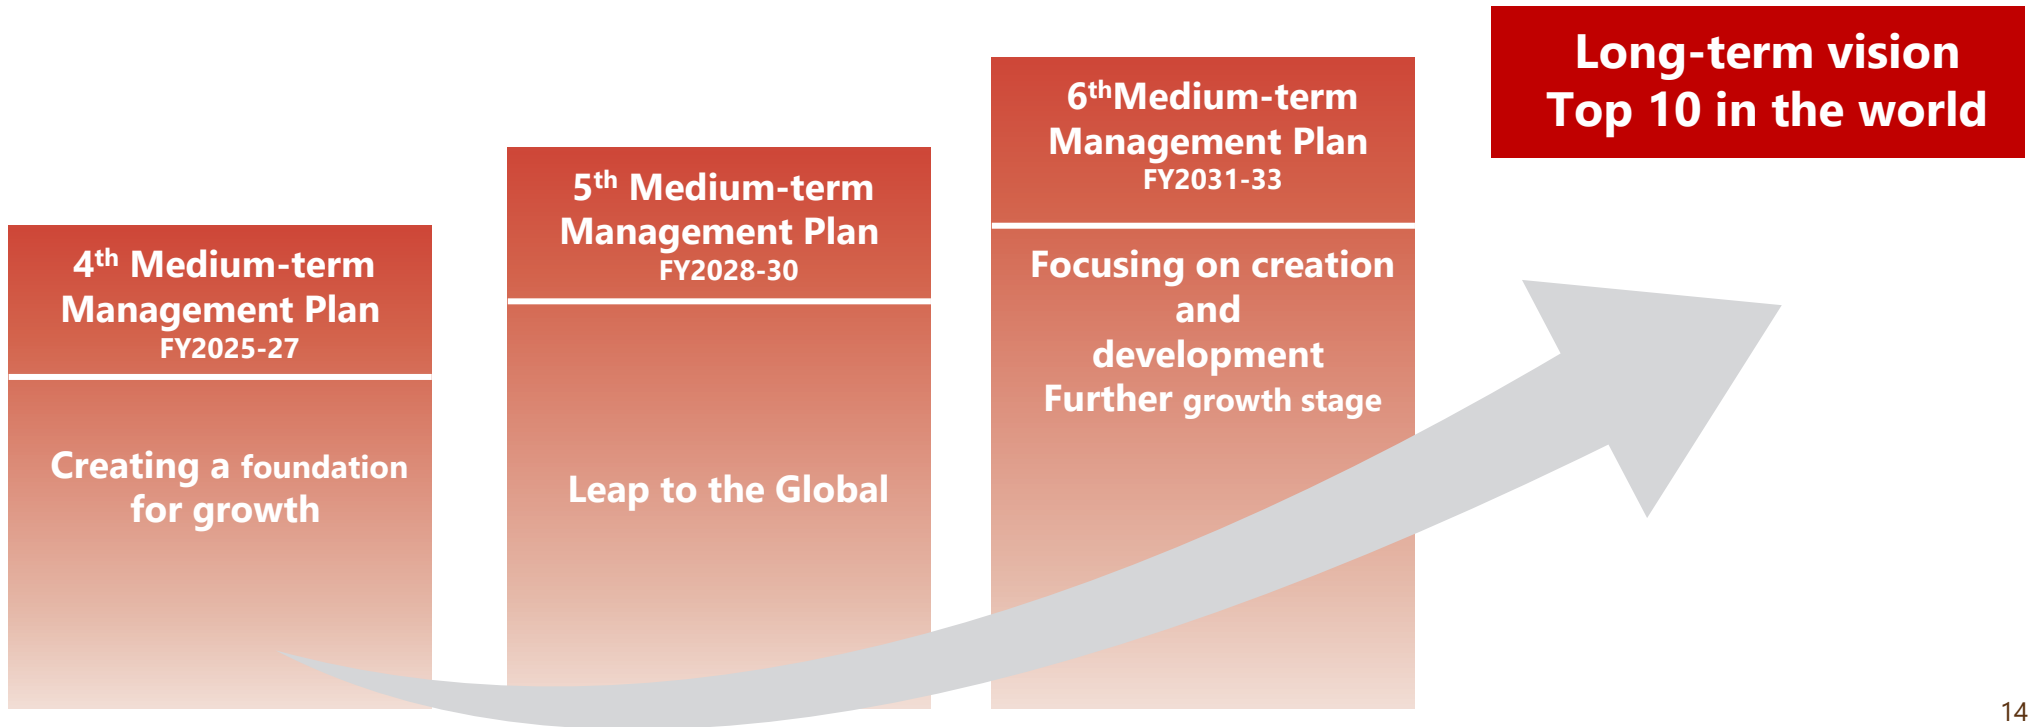 4th Medium-term
Management Plan
FY2025-27
Creating a foundation
for growth
5th Medium-term
Management Plan
FY2028-30
Leap to the Global
6thMedium-term
Management Plan
FY2031-33
Focusing on creation
and
development
Further growth stage
Long-term vision
Top 10 in the world
14